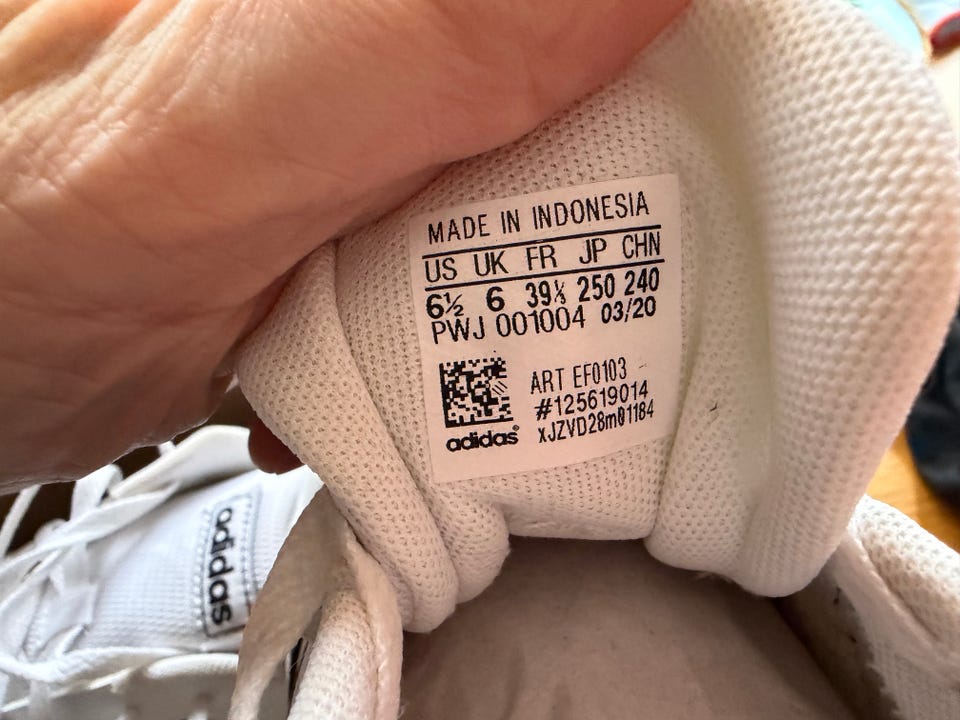 MADE IN INDONESIA
US UK FR JP CHN
6½ 6 39⅓ 250 240
PWJ 001004 03/20
ART EF0103
#125619014
xJZVD28m01184
adidas®
adidas